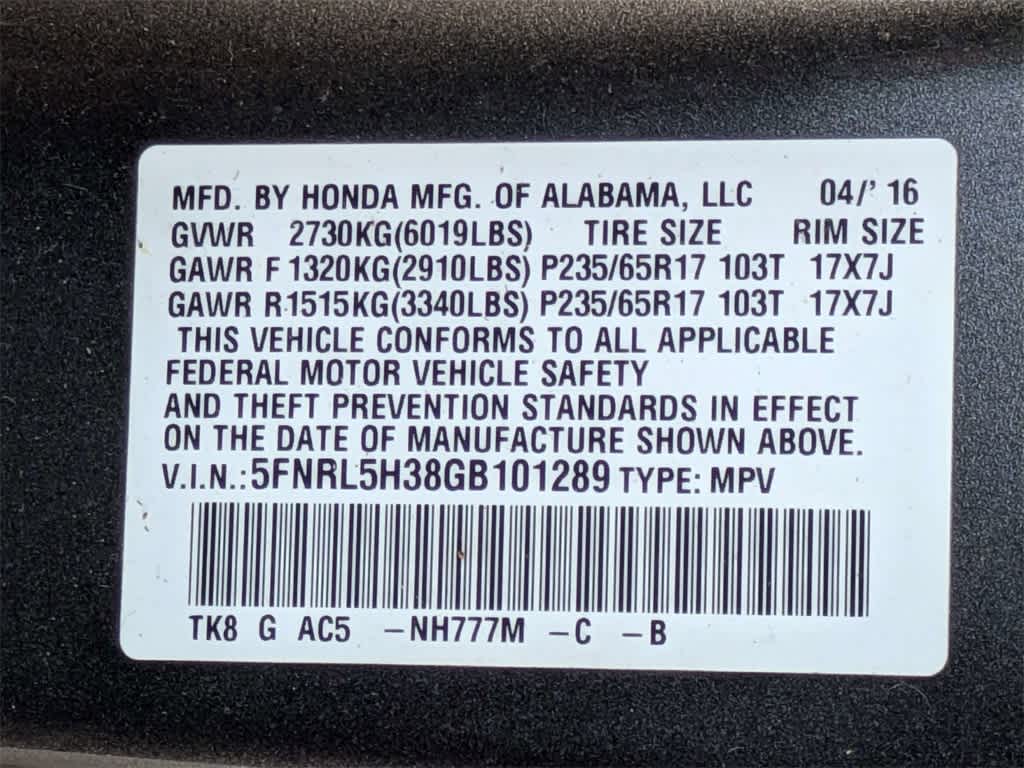 MFD. BY HONDA MFG. OF ALABAMA, LLC 04/' 16
GVWR 2730KG(6019LBS) TIRE SIZE RIM SIZE
GAWR F 1320KG(2910LBS) P235/65R17 103T 17X7J
GAWR R1515KG(3340LBS) P235/65R17 103T 17X7J
THIS VEHICLE CONFORMS TO ALL APPLICABLE
FEDERAL MOTOR VEHICLE SAFETY
AND THEFT PREVENTION STANDARDS IN EFFECT
ON THE DATE OF MANUFACTURE SHOWN ABOVE.
V.I.N.: 5FNRL5H38GB101289 TYPE: MPV
TK8 G AC5 –NH777M –C –B